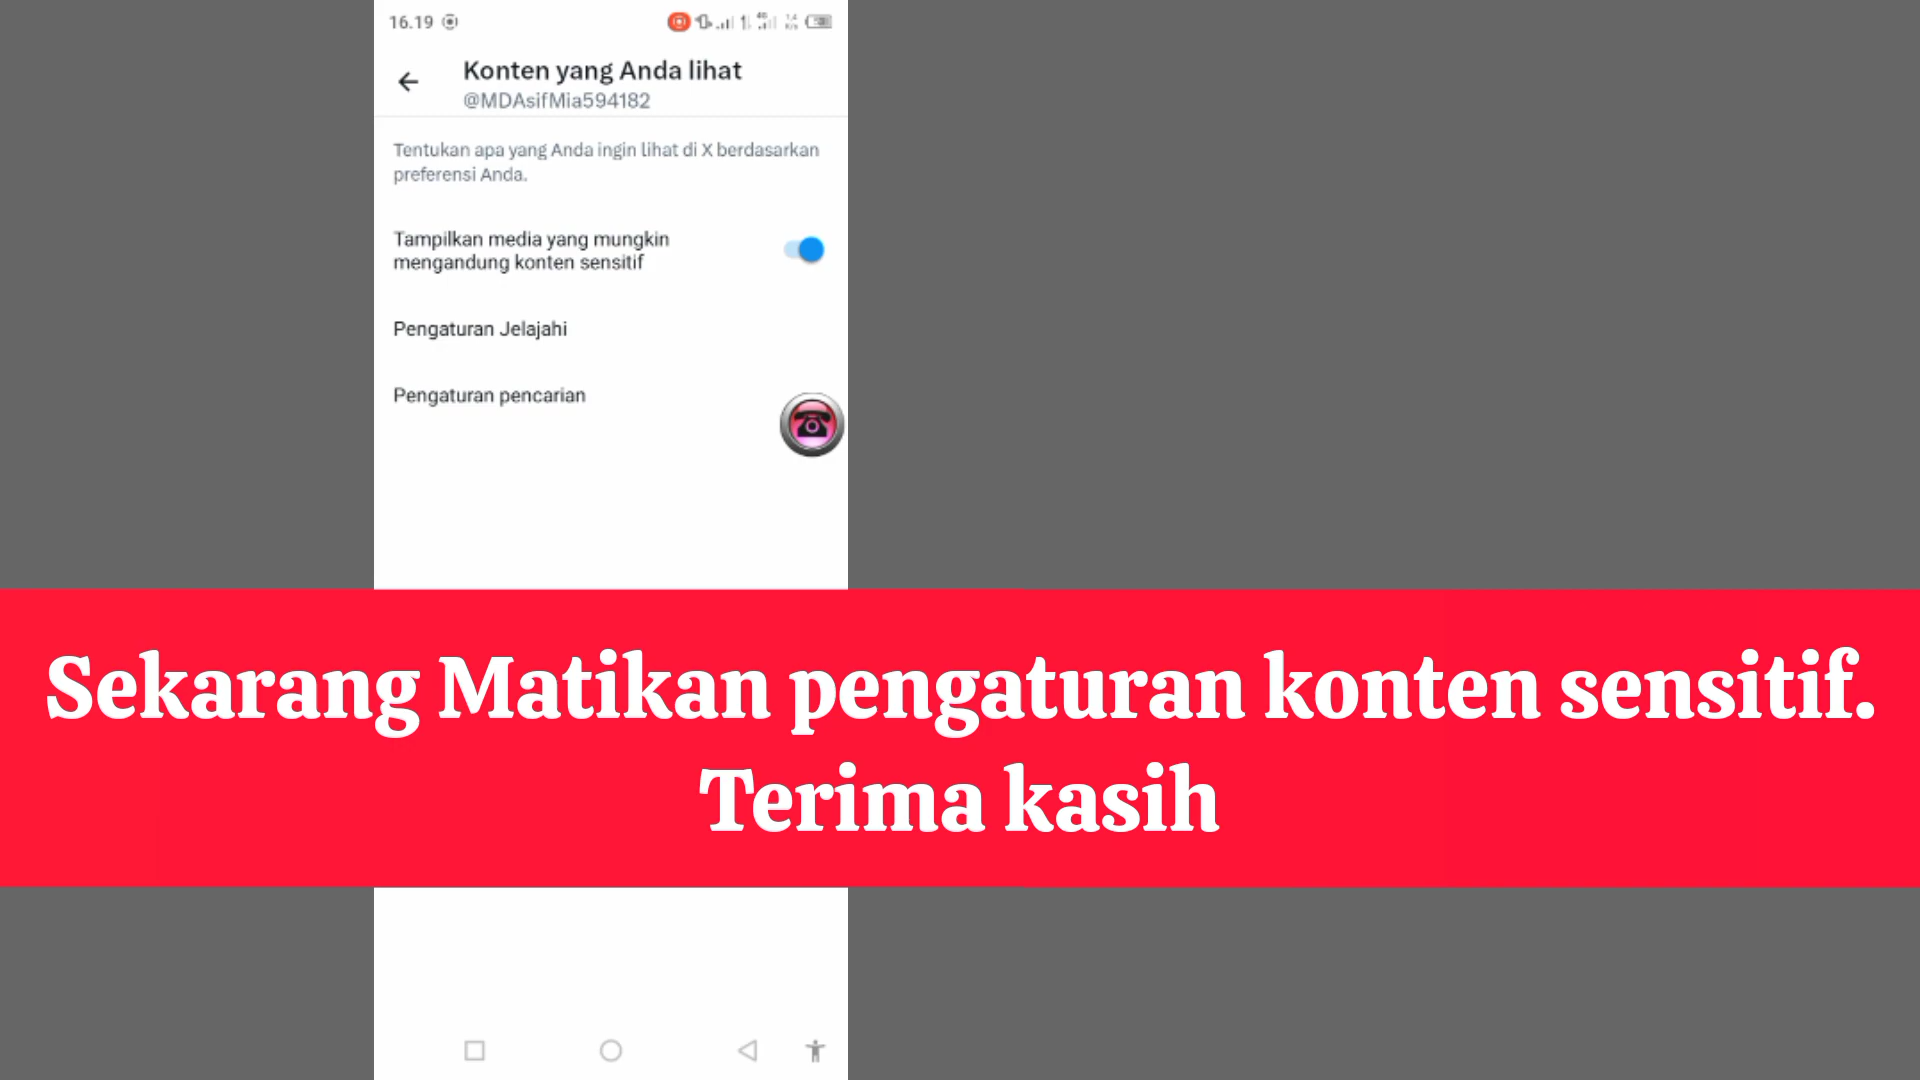 16.19
Konten yang Anda lihat
@MDAsifMia594182
Tentukan apa yang Anda ingin lihat di X berdasarkan
preferensi Anda.
Tampilkan media yang mungkin
mengandung konten sensitif
Pengaturan Jelajahi
Pengaturan pencarian
Sekarang Matikan pengaturan konten sensitif.
Terima kasih